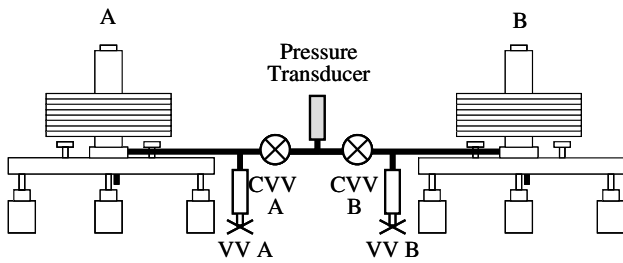 A
B
Pressure
Transducer
CVV
A
CVV
B
VV A
VV B